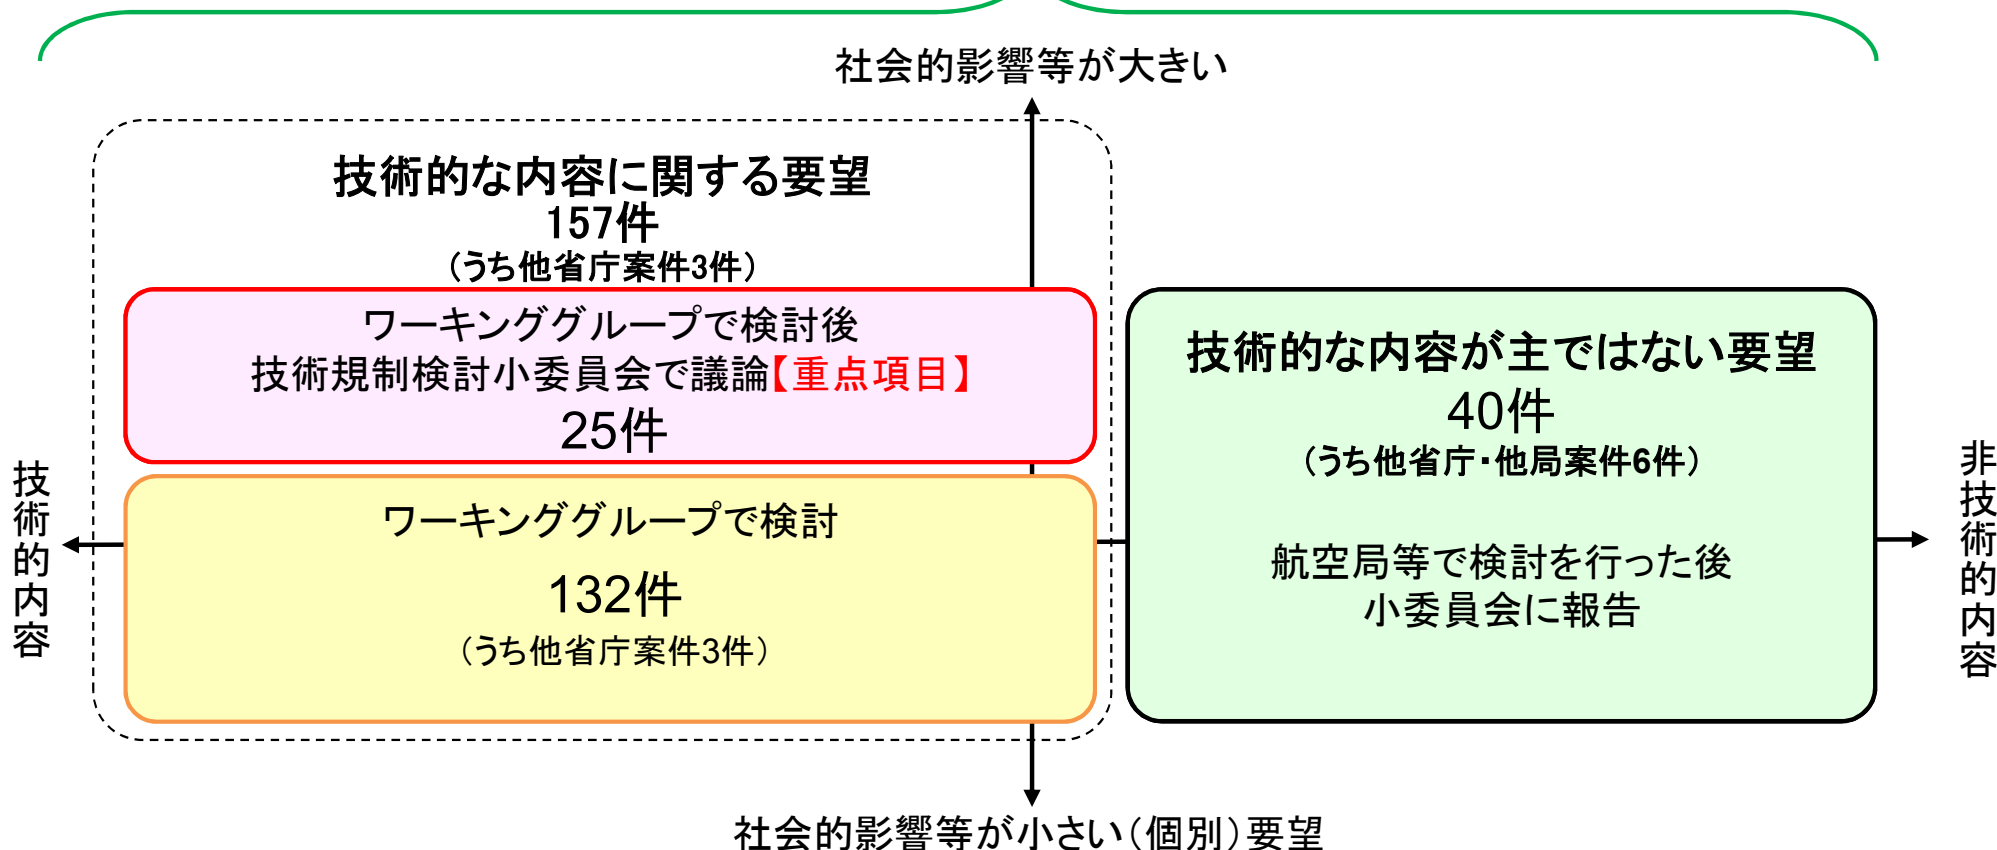 社会的影響等が大きい
技術的な内容に関する要望
157件
（うち他省庁案件3件）
ワーキンググループで検討後
技術規制検討小委員会で議論【重点項目】
25件
ワーキンググループで検討
132件
（うち他省庁案件3件）
技術的な内容が主ではない要望
40件
（うち他省庁・他局案件6件）
航空局等で検討を行った後
小委員会に報告
技術的内容
非技術的内容
社会的影響等が小さい（個別）要望